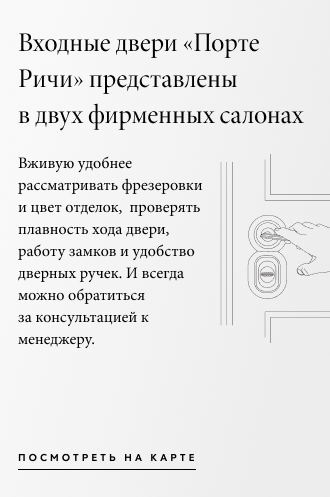 Входные двери «Порте
Ричи» представлены
в двух фирменных салонах
Вживую удобнее
рассматривать фрезеровки
и цвет отделок,  проверять
плавность хода двери,
работу замков и удобство
дверных ручек. И всегда
можно обратиться
за консультацией к
менеджеру.
ПОСМОТРЕТЬ НА КАРТЕ